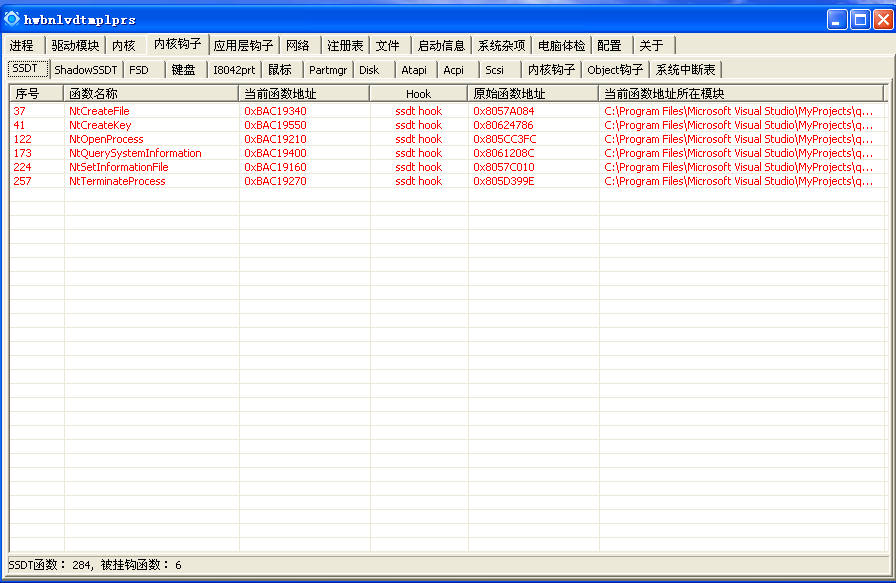 hwbnlvdtmplprs
进程 驱动模块 内核 内核钩子 应用层钩子 网络 注册表 文件 启动信息 系统杂项 电脑体检 配置 关于
SSDT ShadowSSDT FSD 键盘 I8042prt 鼠标 Partmgr Disk Atapi Acpi Scsi 内核钩子 Object钩子 系统中断表
序号 函数名称 当前函数地址 Hook 原始函数地址 当前函数地址所在模块
37 NtCreateFile 0xBAC19340 ssdt hook 0x8057A084 C:\Program Files\Microsoft Visual Studio\MyProjects\q...
41 NtCreateKey 0xBAC19550 ssdt hook 0x80624786 C:\Program Files\Microsoft Visual Studio\MyProjects\q...
122 NtOpenProcess 0xBAC19210 ssdt hook 0x805CC3FC C:\Program Files\Microsoft Visual Studio\MyProjects\q...
173 NtQuerySystemInformation 0xBAC19400 ssdt hook 0x8061208C C:\Program Files\Microsoft Visual Studio\MyProjects\q...
224 NtSetInformationFile 0xBAC19160 ssdt hook 0x8057C010 C:\Program Files\Microsoft Visual Studio\MyProjects\q...
257 NtTerminateProcess 0xBAC19270 ssdt hook 0x805D399E C:\Program Files\Microsoft Visual Studio\MyProjects\q...
SSDT函数： 284, 被挂钩函数： 6